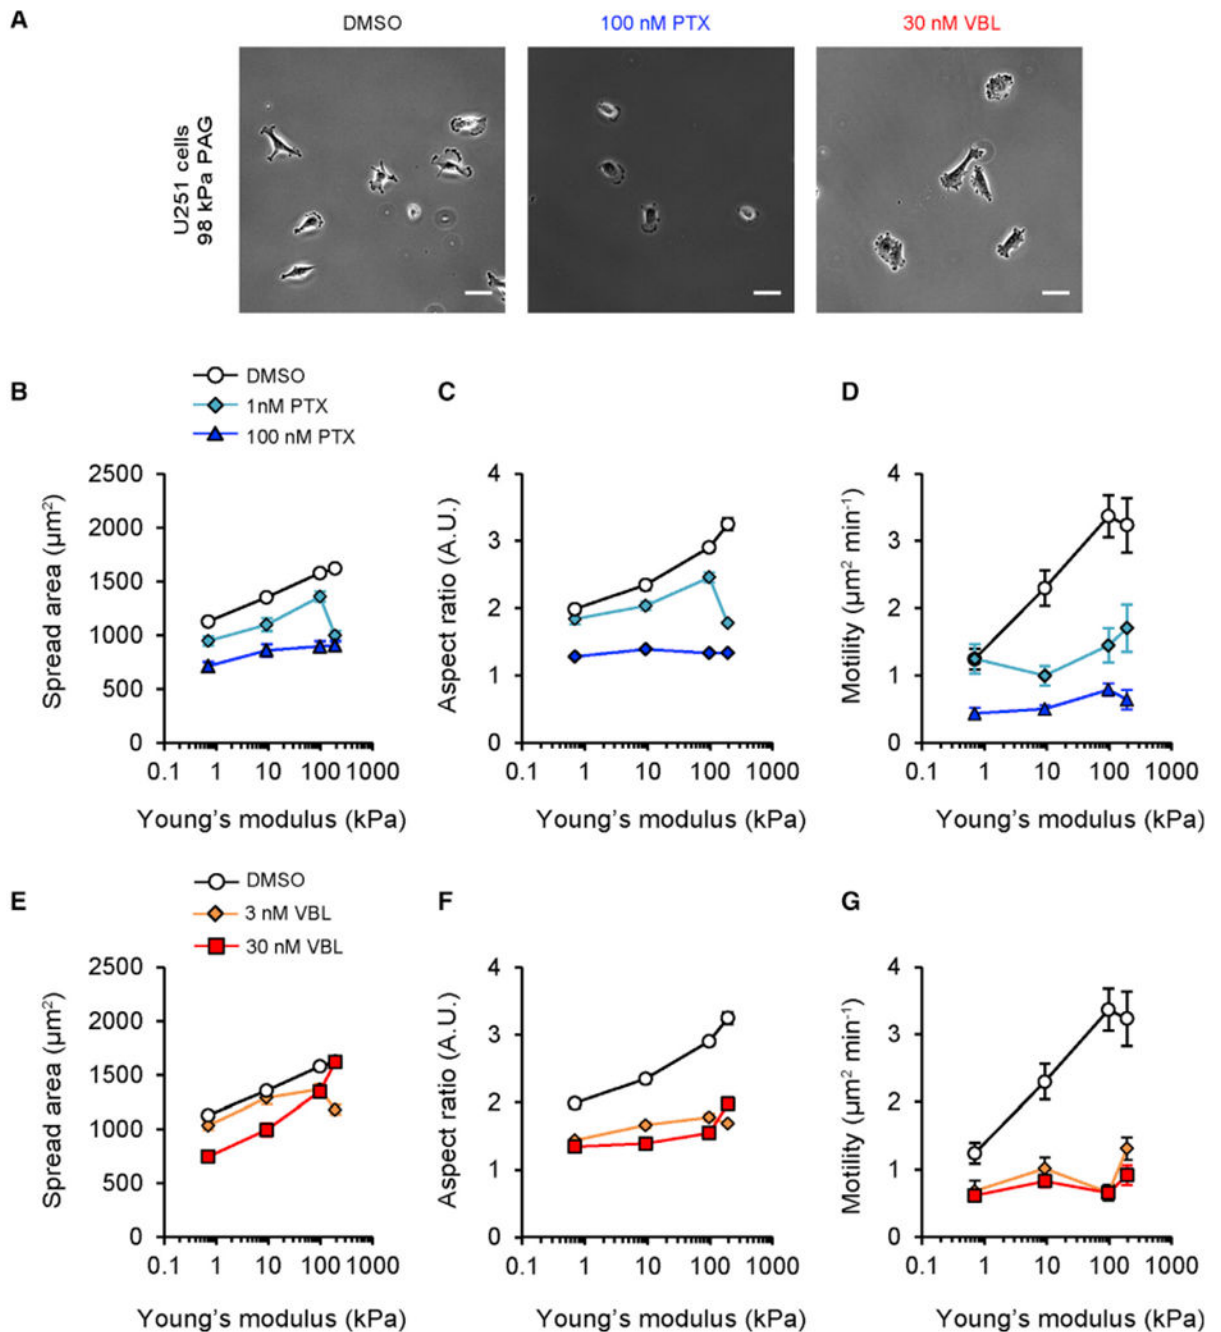 A
DMSO
100 nM PTX
30 nM VBL
U251 cells
98 kPa PAG
B
DMSO
1nM PTX
100 nM PTX
Spread area (µm²)
2500
2000
1500
1000
500
0
0.1 1 10 100 1000
Young's modulus (kPa)
C
Aspect ratio (A.U.)
4
3
2
1
0
0.1 1 10 100 1000
Young's modulus (kPa)
D
Motility (µm² min⁻¹)
4
3
2
1
0
0.1 1 10 100 1000
Young's modulus (kPa)
E
DMSO
3 nM VBL
30 nM VBL
Spread area (µm²)
2500
2000
1500
1000
500
0
0.1 1 10 100 1000
Young's modulus (kPa)
F
Aspect ratio (A.U.)
4
3
2
1
0
0.1 1 10 100 1000
Young's modulus (kPa)
G
Motility (µm² min⁻¹)
4
3
2
1
0
0.1 1 10 100 1000
Young's modulus (kPa)